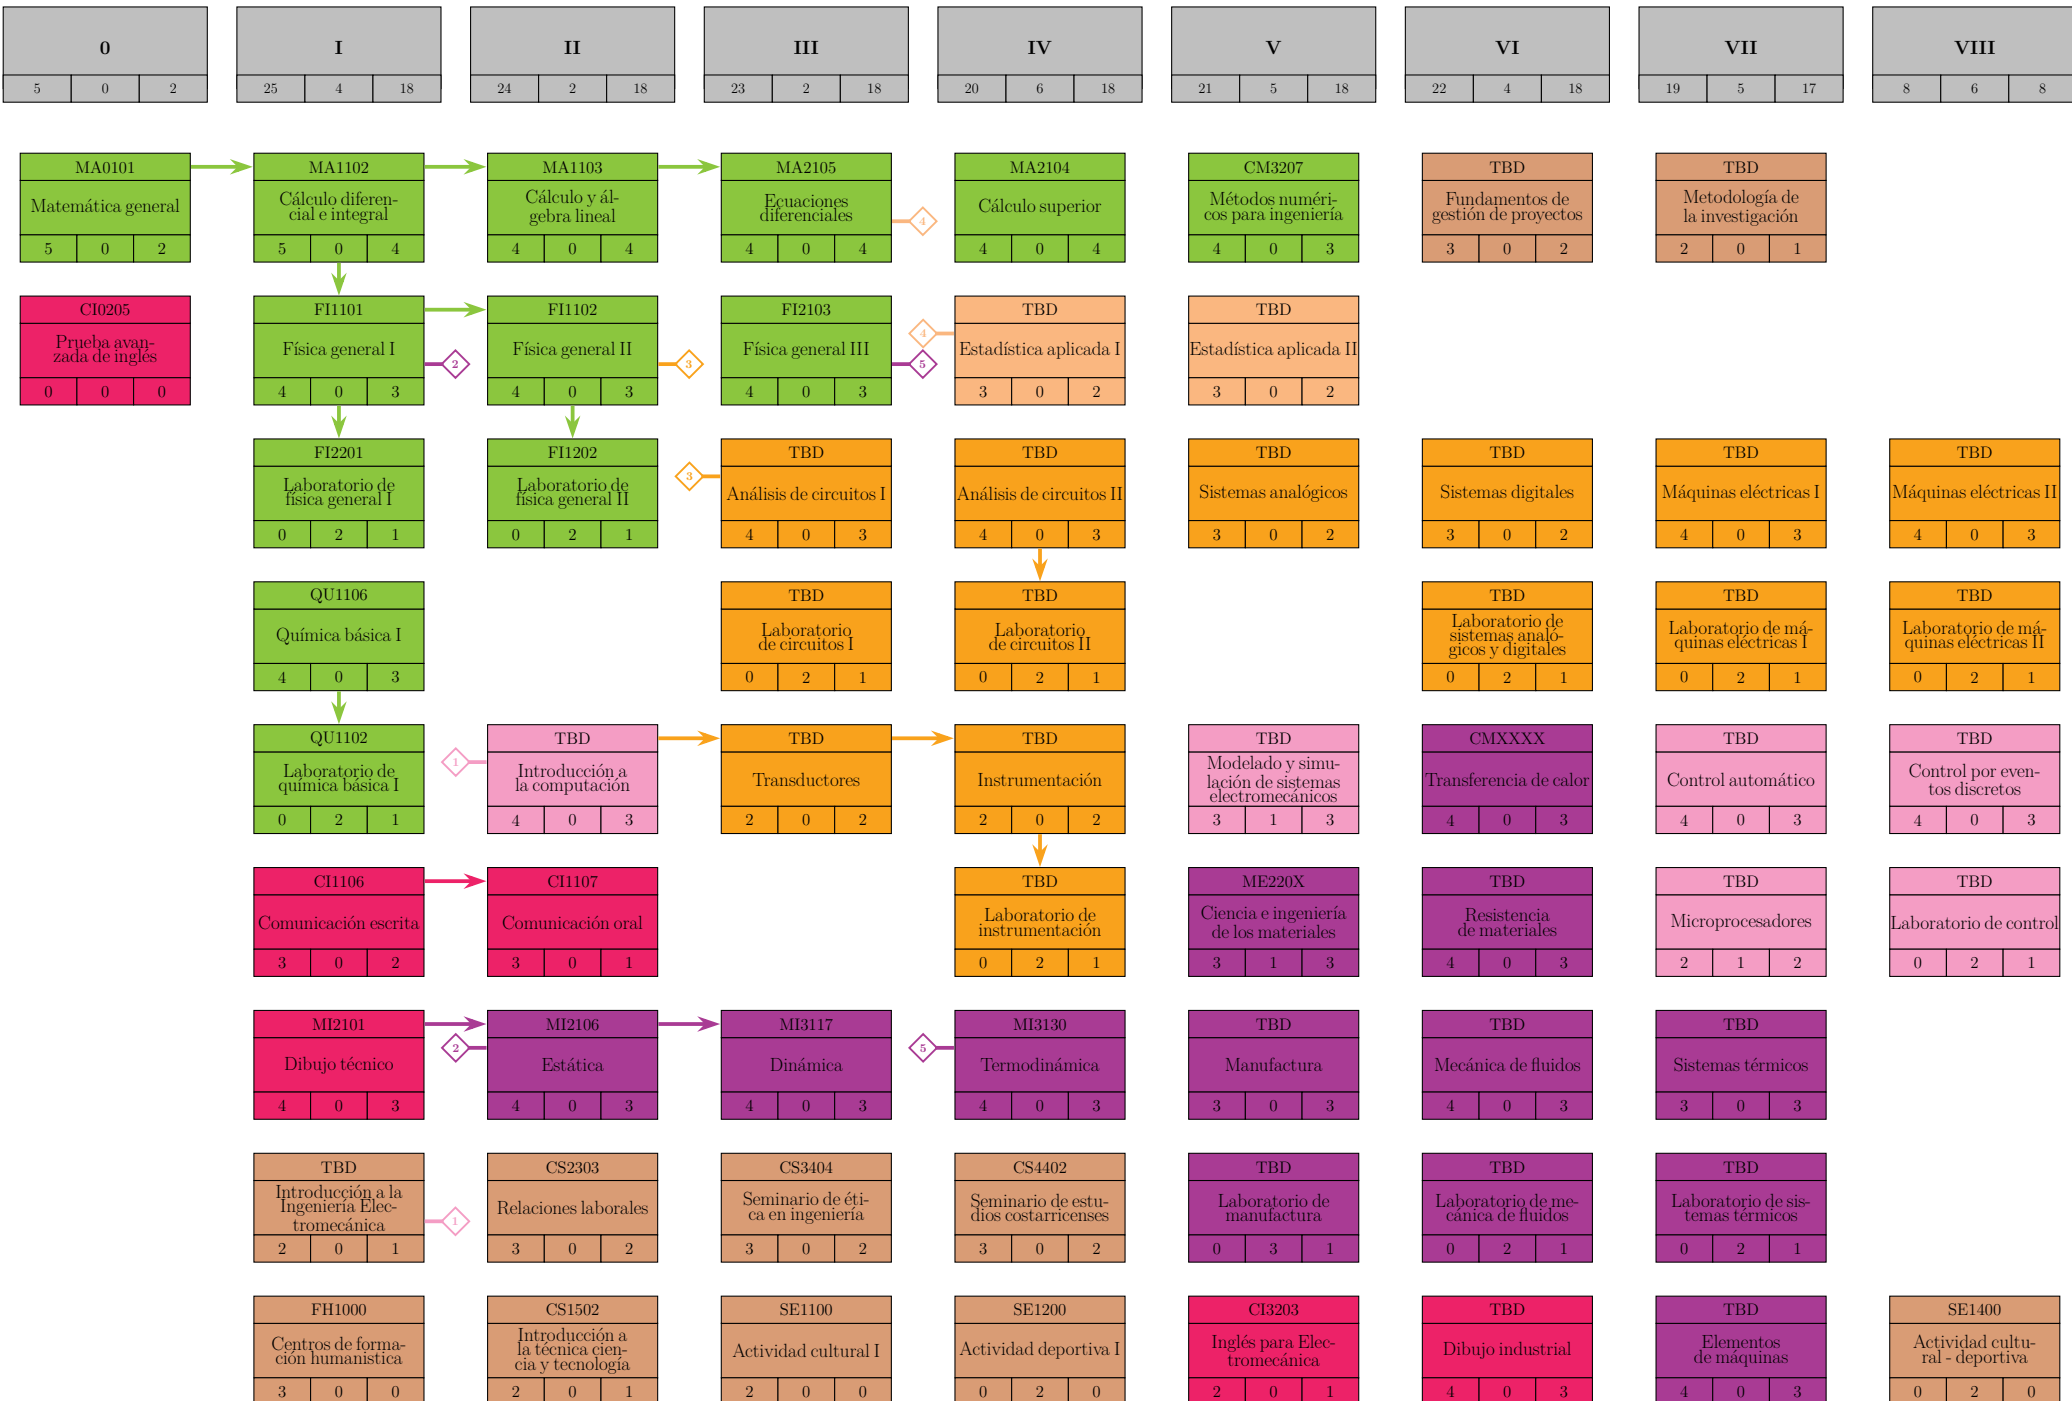 0
I
II
III
IV
V
VI
VII
VIII
5 0 2
25 4 18
24 2 18
23 2 18
20 6 18
21 5 18
22 4 18
19 5 17
8 6 8
MA0101
Matemática general
5 0 2
MA1102
Cálculo diferen-
cial e integral
5 0 4
MA1103
Cálculo y ál-
gebra lineal
4 0 4
MA2105
Ecuaciones
diferenciales
4 0 4
4
MA2104
Cálculo superior
4 0 4
CM3207
Métodos numéri-
cos para ingeniería
4 0 3
TBD
Fundamentos de
gestión de proyectos
3 0 2
TBD
Metodología de
la investigación
2 0 1
CI0205
Prueba avan-
zada de inglés
0 0 0
FI1101
Física general I
4 0 3
2
FI1102
Física general II
4 0 3
3
FI2103
Física general III
4 0 3
4
5
TBD
Estadística aplicada I
3 0 2
TBD
Estadística aplicada II
3 0 2
FI2201
Laboratorio de
física general I
0 2 1
FI1202
Laboratorio de
física general II
0 2 1
3
TBD
Análisis de circuitos I
4 0 3
TBD
Análisis de circuitos II
4 0 3
TBD
Sistemas analógicos
3 0 2
TBD
Sistemas digitales
3 0 2
TBD
Máquinas eléctricas I
4 0 3
TBD
Máquinas eléctricas II
4 0 3
QU1106
Química básica I
4 0 3
TBD
Laboratorio
de circuitos I
0 2 1
TBD
Laboratorio
de circuitos II
0 2 1
TBD
Laboratorio de
sistemas analó-
gicos y digitales
0 2 1
TBD
Laboratorio de má-
quinas eléctricas I
0 2 1
TBD
Laboratorio de má-
quinas eléctricas II
0 2 1
QU1102
Laboratorio de
química básica I
0 2 1
1
TBD
Introducción a
la computación
4 0 3
TBD
Transductores
2 0 2
TBD
Instrumentación
2 0 2
TBD
Modelado y simu-
lación de sistemas
electromecánicos
3 1 3
CMXXXX
Transferencia de calor
4 0 3
TBD
Control automático
4 0 3
TBD
Control por even-
tos discretos
4 0 3
CI1106
Comunicación escrita
3 0 2
CI1107
Comunicación oral
3 0 1
TBD
Laboratorio de
instrumentación
0 2 1
ME220X
Ciencia e ingeniería
de los materiales
3 1 3
TBD
Resistencia
de materiales
4 0 3
TBD
Microprocesadores
2 1 2
TBD
Laboratorio de control
0 2 1
MI2101
Dibujo técnico
4 0 3
2
MI2106
Estática
4 0 3
MI3117
Dinámica
4 0 3
5
MI3130
Termodinámica
4 0 3
TBD
Manufactura
3 0 3
TBD
Mecánica de fluidos
4 0 3
TBD
Sistemas térmicos
3 0 3
TBD
Introducción a la
Ingeniería Elec-
tromecánica
2 0 1
1
CS2303
Relaciones laborales
3 0 2
CS3404
Seminario de éti-
ca en ingeniería
3 0 2
CS4402
Seminario de estu-
dios costarricenses
3 0 2
TBD
Laboratorio de
manufactura
0 3 1
TBD
Laboratorio de me-
cánica de fluidos
0 2 1
TBD
Laboratorio de sis-
temas térmicos
0 2 1
FH1000
Centros de forma-
ción humanistica
3 0 0
CS1502
Introducción a
la técnica cien-
cia y tecnología
2 0 1
SE1100
Actividad cultural I
2 0 0
SE1200
Actividad deportiva I
0 2 0
CI3203
Inglés para Elec-
tromecánica
2 0 1
TBD
Dibujo industrial
4 0 3
TBD
Elementos
de máquinas
4 0 3
SE1400
Actividad cultu-
ral - deportiva
0 2 0